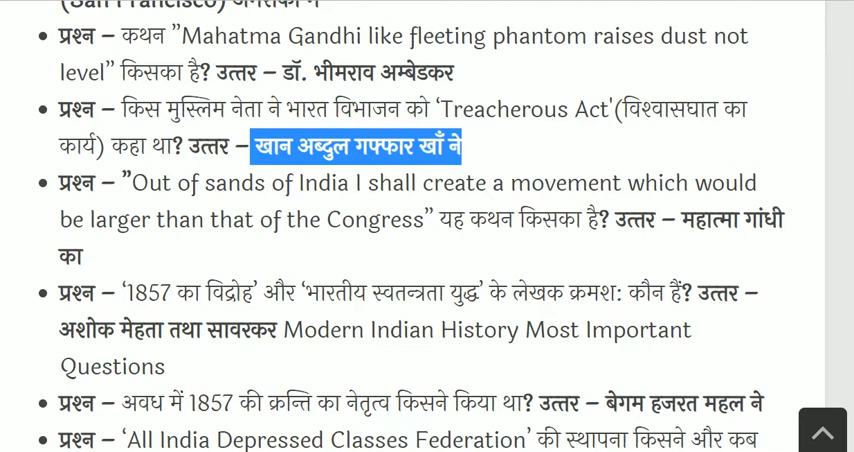 (San Francisco) अमरीका में
प्रश्न – कथन ”Mahatma Gandhi like fleeting phantom raises dust not
level” किसका है? उत्त्तर – डॉ. भीमराव अम्बेडकर
प्रश्न – किस मुस्लिम नेता ने भारत विभाजन को ‘Treacherous Act'(विश्वासघात का
कार्य) कहा था? उत्त्तर – खान अब्दुल गफ्फार खाँ ने
प्रश्न – ”Out of sands of India I shall create a movement which would
be larger than that of the Congress” यह कथन किसका है? उत्त्तर – महात्मा गांधी
का
प्रश्न – ‘1857 का विद्रोह’ और ‘भारतीय स्वतन्त्रता युद्ध’ के लेखक क्रमश: कौन हैं? उत्त्तर –
अशोक मेहता तथा सावरकर Modern Indian History Most Important
Questions
प्रश्न – अवध में 1857 की क्रन्ति का नेतृत्व किसने किया था? उत्त्तर – बेगम हजरत महल ने
प्रश्न – ‘All India Depressed Classes Federation’ की स्थापना किसने और कब